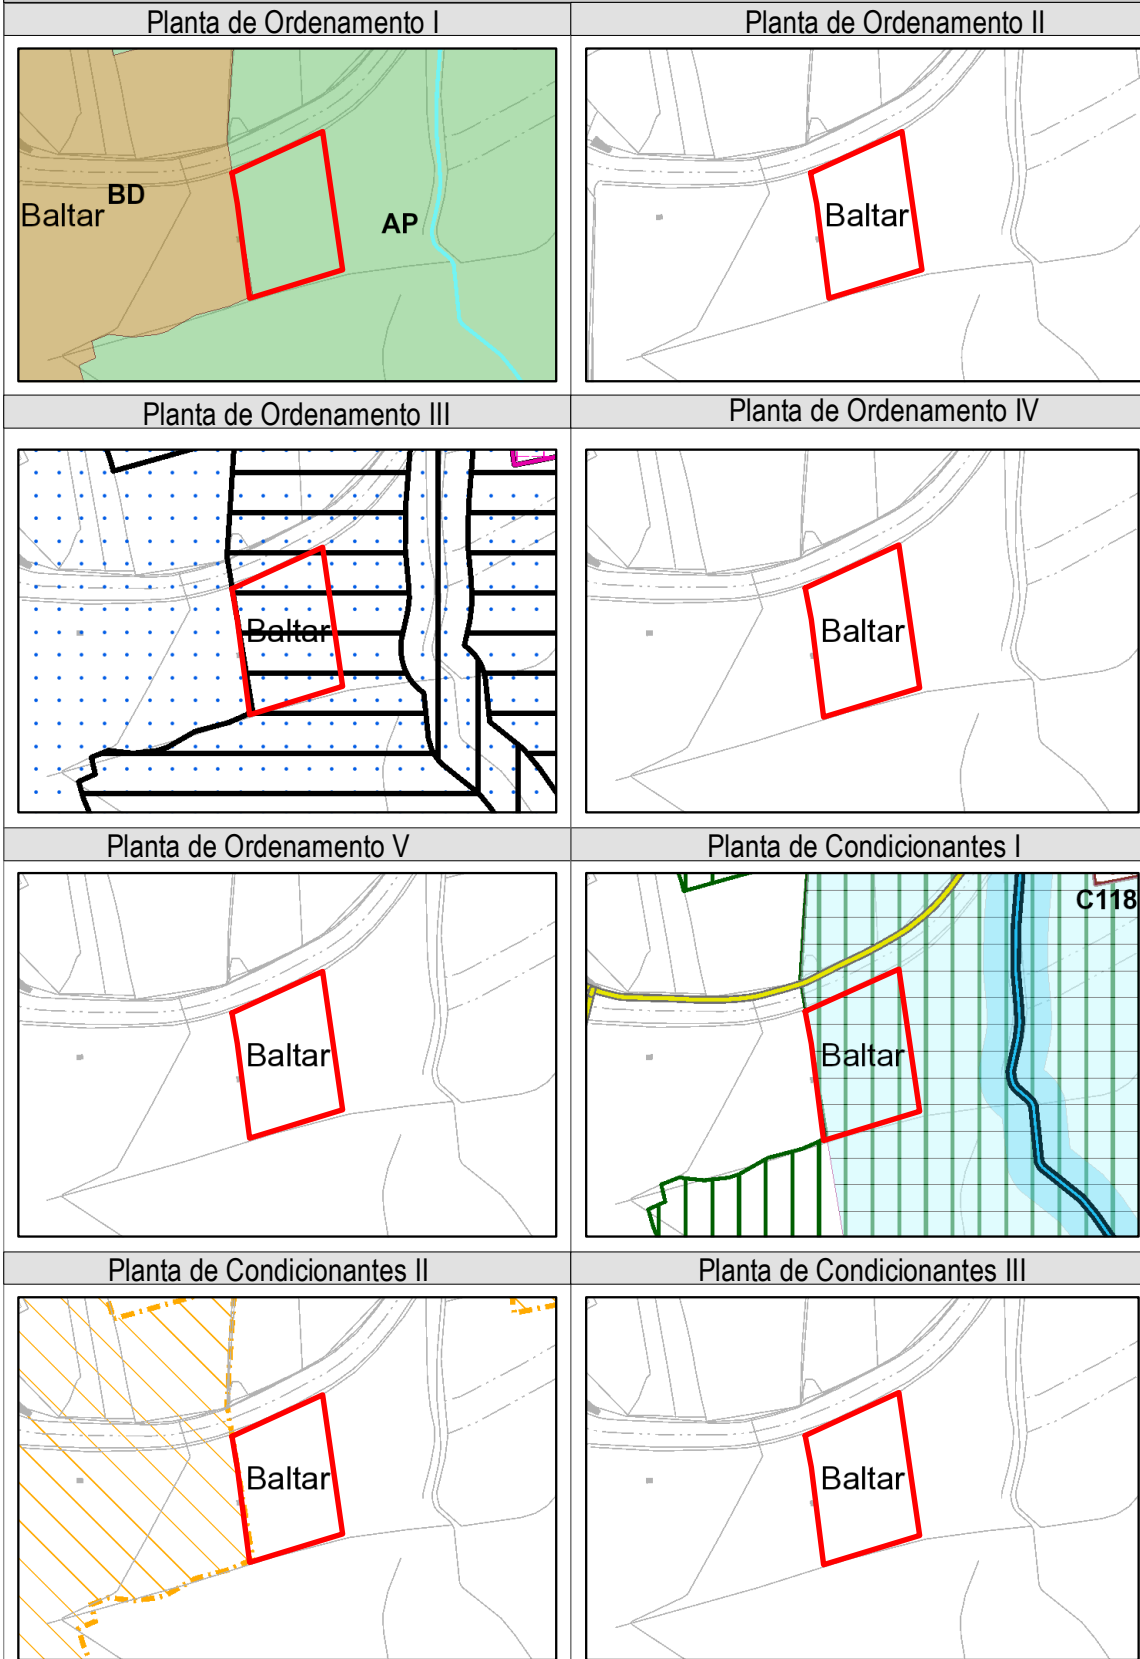 Planta de Ordenamento I
Planta de Ordenamento II
BD
Baltar
AP
Baltar
Planta de Ordenamento III
Planta de Ordenamento IV
Baltar
Baltar
Planta de Ordenamento V
Planta de Condicionantes I
C118
Baltar
Baltar
Planta de Condicionantes II
Planta de Condicionantes III
Baltar
Baltar